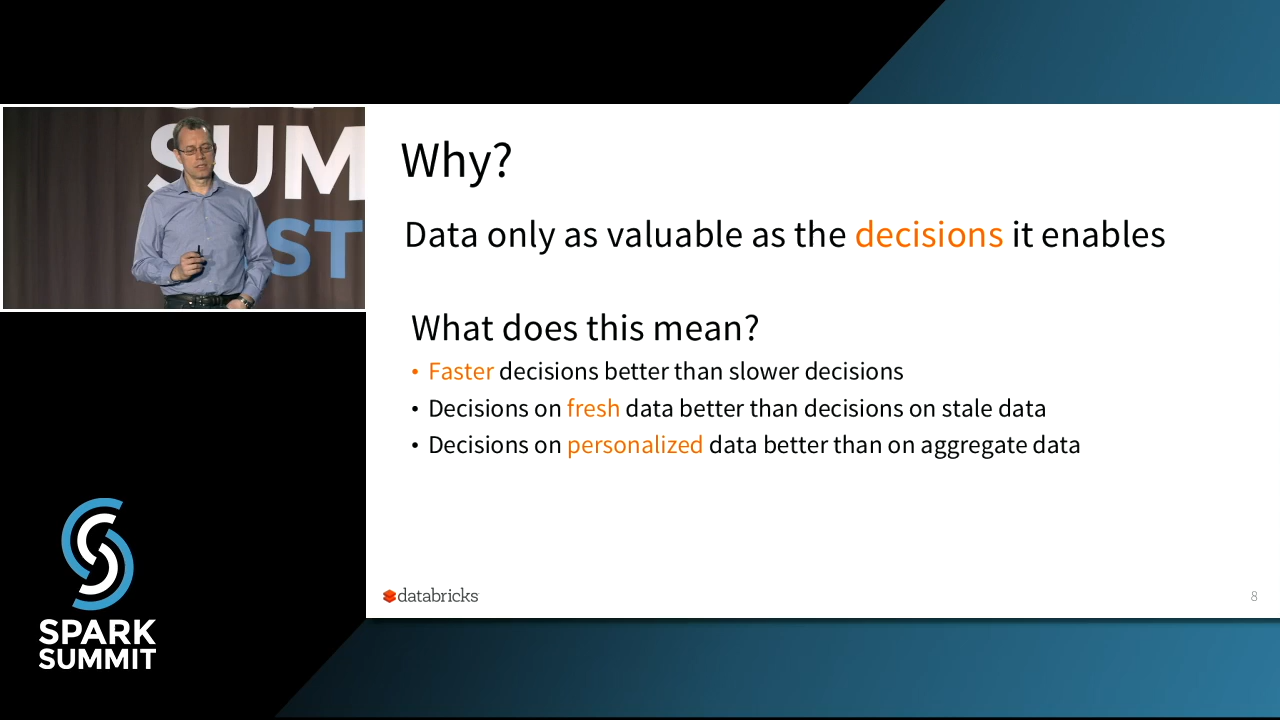 SUM
ST
Why?
Data only as valuable as the decisions it enables
What does this mean?
• Faster decisions better than slower decisions
• Decisions on fresh data better than decisions on stale data
• Decisions on personalized data better than on aggregate data
databricks
8
SPARK
SUMMIT